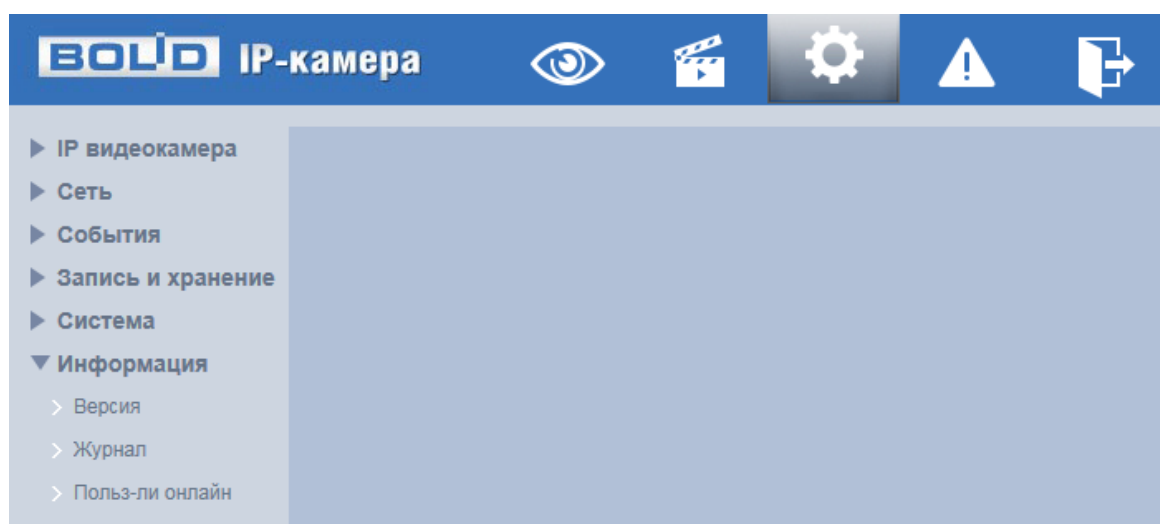 BOLID IP-камера
IP видеокамера
Сеть
События
Запись и хранение
Система
Информация
Версия
Журнал
Польз-ли онлайн